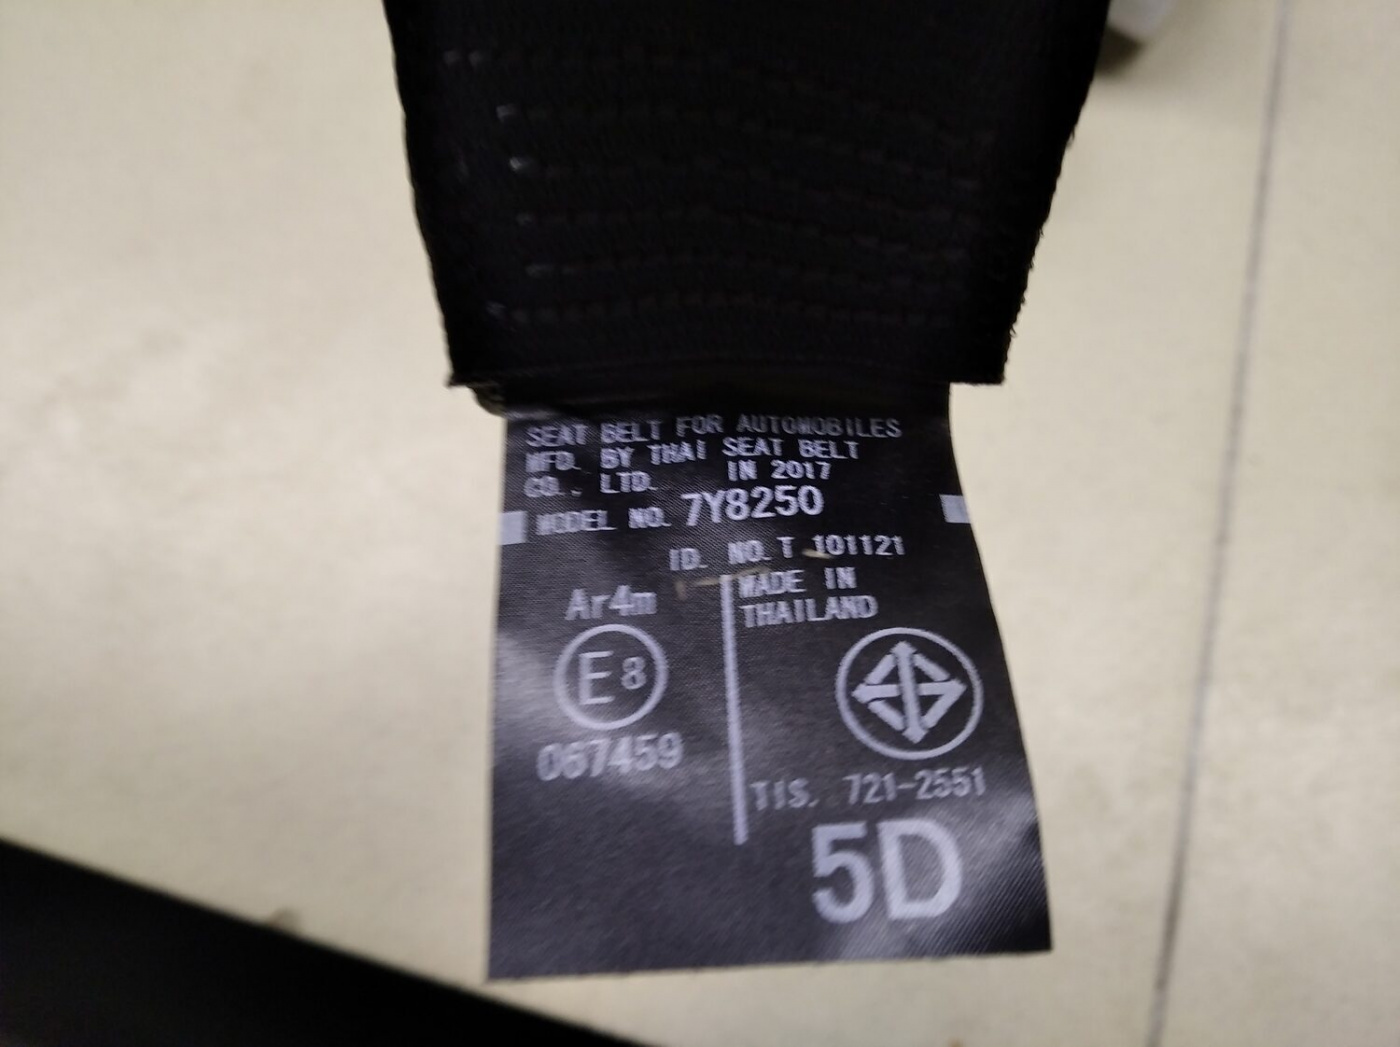 SEAT BELT FOR AUTOMOBILES
MFD. BY THAI SEAT BELT
CO., LTD. IN 2017
MODEL NO. 7Y8250
ID. NO. T 101121
Ar4m
E8
067459
MADE IN
THAILAND
TIS. 721-2551
5D